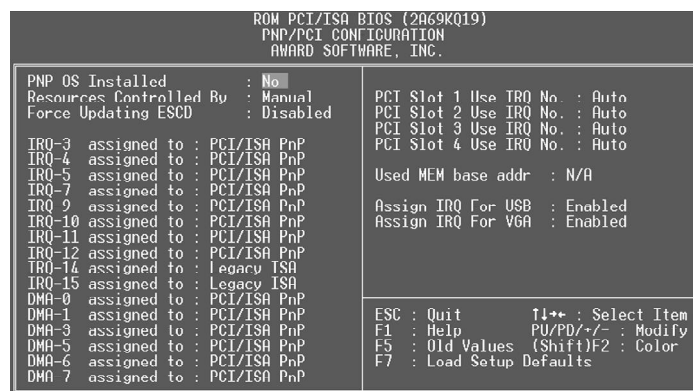 ROM PCI/ISA BIOS (2A69KQ19)
PNP/PCI CONFIGURATION
AWARD SOFTWARE, INC.
PNP OS Installed : No
Resources Controlled By : Manual
Force Updating ESCD : Disabled
IRQ-3 assigned to : PCI/ISA PnP
IRQ-4 assigned to : PCI/ISA PnP
IRQ-5 assigned to : PCI/ISA PnP
IRQ-7 assigned to : PCI/ISA PnP
IRQ 9 assigned to : PCI/ISA PnP
IRQ-10 assigned to : PCI/ISA PnP
IRQ-11 assigned to : PCI/ISA PnP
IRQ-12 assigned to : PCI/ISA PnP
IRQ-14 assigned to : Legacy ISA
IRQ-15 assigned to : Legacy ISA
DMA-0 assigned to : PCI/ISA PnP
DMA-1 assigned to : PCI/ISA PnP
DMA-3 assigned to : PCI/ISA PnP
DMA-5 assigned to : PCI/ISA PnP
DMA-6 assigned to : PCI/ISA PnP
DMA 7 assigned to : PCI/ISA PnP
PCI Slot 1 Use IRQ No. : Auto
PCI Slot 2 Use IRQ No. : Auto
PCI Slot 3 Use IRQ No. : Auto
PCI Slot 4 Use IRQ No. : Auto
Used MEM base addr : N/A
Assign IRQ For USB : Enabled
Assign IRQ For VGA : Enabled
ESC : Quit ↑↓→← : Select Item
F1 : Help PU/PD/+/- : Modify
F5 : Old Values (Shift)F2 : Color
F7 : Load Setup Defaults